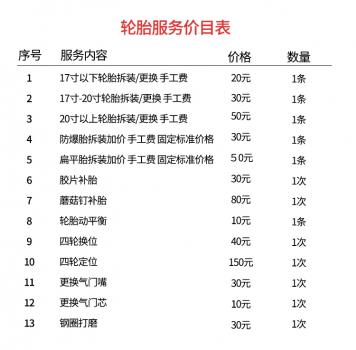 轮胎服务价目表
序号 服务内容 价格 数量
1 17寸以下轮胎拆装/更换 手工费 20元 1条
2 17寸-20寸轮胎拆装/更换 手工费 30元 1条
3 20寸以上轮胎拆装/更换 手工费 50元 1条
4 防爆胎拆装加价 手工费 固定标准价格 30元 1条
5 扁平胎拆装加价 手工费 固定标准价格 50元 1条
6 胶片补胎 30元 1次
7 蘑菇钉补胎 80元 1次
8 轮胎动平衡 10元 1条
9 四轮换位 40元 1次
10 四轮定位 150元 1次
11 更换气门嘴 30元 1次
12 更换气门芯 10元 1次
13 钢圈打磨 30元 1次